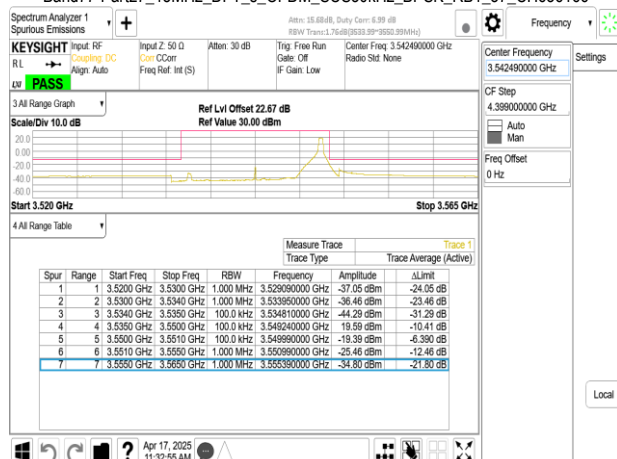 Spectrum Analyzer 1
Spurious Emissions
Attn: 15.68dB, Duty Corr: 6.99 dB
RBW Trans:1.76dB(3533.99~3550.99MHz)
Frequency
KEYSIGHT Input: RF Input Z: 50 Ω Atten: 30 dB Trig: Free Run Center Freq: 3.542490000 GHz
RL Coupling: DC Corr CCorr Gate: Off Radio Std: None
Align: Auto Freq Ref: Int (S) IF Gain: Low
LXI PASS
Center Frequency
3.542490000 GHz
Settings
CF Step
4.399000000 GHz
Auto
Man
Freq Offset
0 Hz
3 All Range Graph
Scale/Div 10.0 dB
Ref Lvl Offset 22.67 dB
Ref Value 30.00 dBm
20.0
0.00
-20.0
-40.0
-60.0
Start 3.520 GHz Stop 3.565 GHz
4 All Range Table
Measure Trace Trace 1
Trace Type Trace Average (Active)
Spur Range Start Freq Stop Freq RBW Frequency Amplitude ΔLimit
1 1 3.5200 GHz 3.5300 GHz 1.000 MHz 3.529090000 GHz -37.05 dBm -24.05 dB
2 2 3.5300 GHz 3.5340 GHz 1.000 MHz 3.533950000 GHz -36.46 dBm -23.46 dB
3 3 3.5340 GHz 3.5350 GHz 100.0 kHz 3.534810000 GHz -44.29 dBm -31.29 dB
4 4 3.5350 GHz 3.5500 GHz 100.0 kHz 3.549240000 GHz 19.59 dBm -10.41 dB
5 5 3.5500 GHz 3.5510 GHz 100.0 kHz 3.549990000 GHz -19.39 dBm -6.390 dB
6 6 3.5510 GHz 3.5550 GHz 1.000 MHz 3.550990000 GHz -25.46 dBm -12.46 dB
7 7 3.5550 GHz 3.5650 GHz 1.000 MHz 3.555390000 GHz -34.80 dBm -21.80 dB
Local
Apr 17, 2025
11:32:55 AM